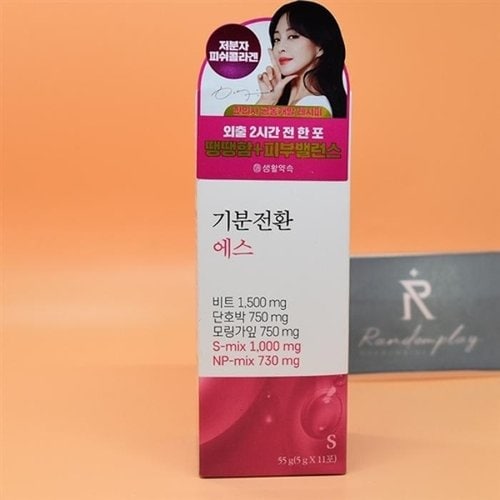 저분자
피쉬콜라겐
외출 2시간 전 한 포
땡땡함+피부밸런스
생활약속
기분전환
에스
비트 1,500 mg
단호박 750 mg
모링가잎 750 mg
S-mix 1,000 mg
NP-mix 730 mg
S
55 g(5 g X 11포)
R
Randomplay